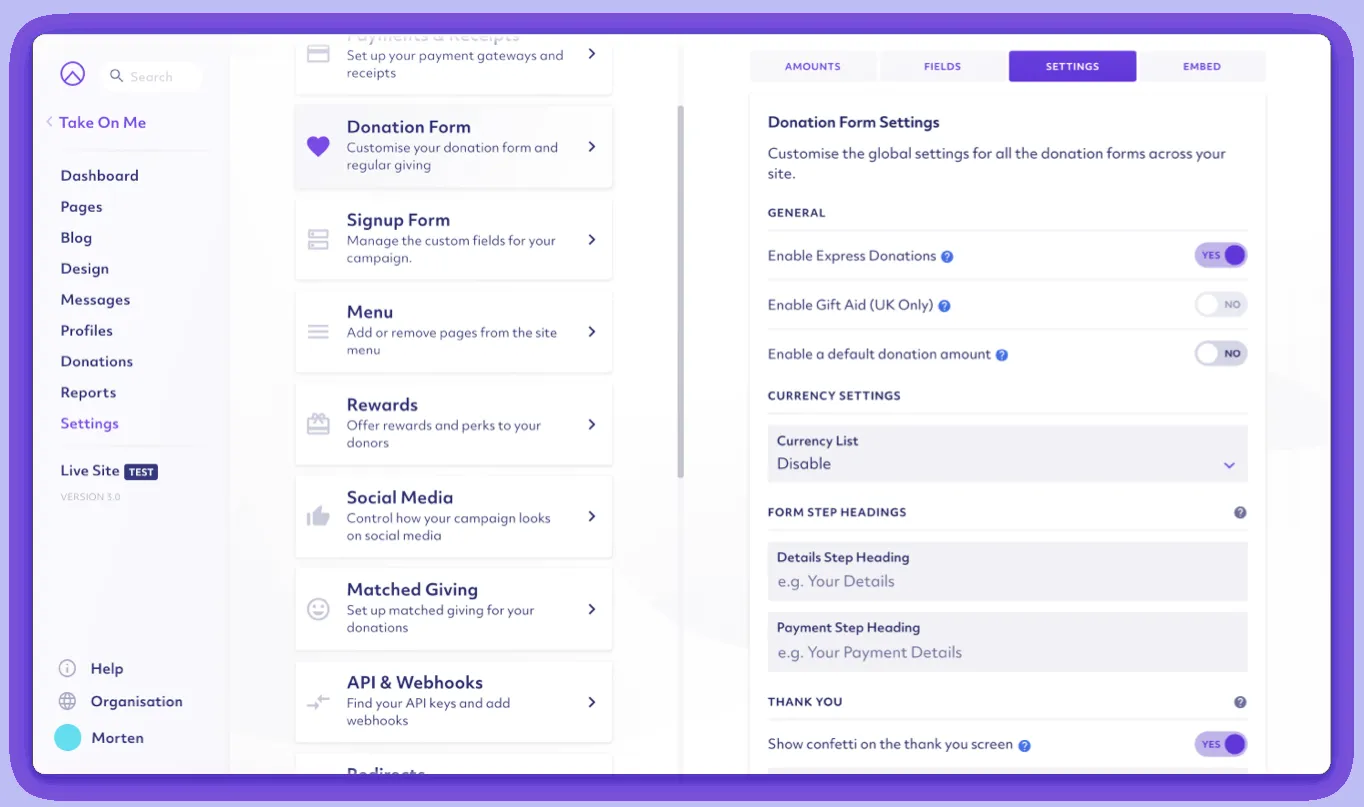 Search
Take On Me
Dashboard
Pages
Blog
Design
Messages
Profiles
Donations
Reports
Settings
Live Site TEST
VERSION 3.0
Help
Organisation
Morten
Payments & Receipts
Set up your payment gateways and
receipts
Donation Form
Customise your donation form and
regular giving
Signup Form
Manage the custom fields for your
campaign.
Menu
Add or remove pages from the site
menu
Rewards
Offer rewards and perks to your
donors
Social Media
Control how your campaign looks
on social media
Matched Giving
Set up matched giving for your
donations
API & Webhooks
Find your API keys and add
webhooks
Redirects
AMOUNTS
FIELDS
SETTINGS
EMBED
Donation Form Settings
Customise the global settings for all the donation forms across your
site.
GENERAL
Enable Express Donations ? YES
Enable Gift Aid (UK Only) ? NO
Enable a default donation amount ? NO
CURRENCY SETTINGS
Currency List
Disable
FORM STEP HEADINGS ?
Details Step Heading
e.g. Your Details
Payment Step Heading
e.g. Your Payment Details
THANK YOU ?
Show confetti on the thank you screen ? YES